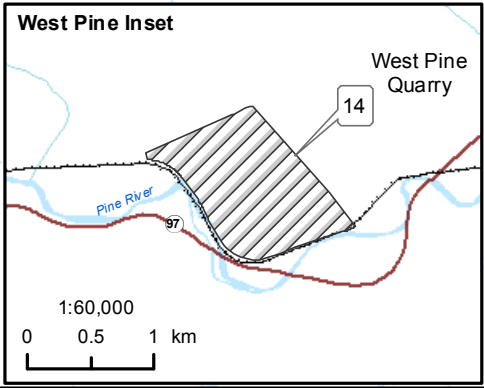 West Pine Inset
West Pine
Quarry
14
Pine River
97
1:60,000
0 0.5 1 km